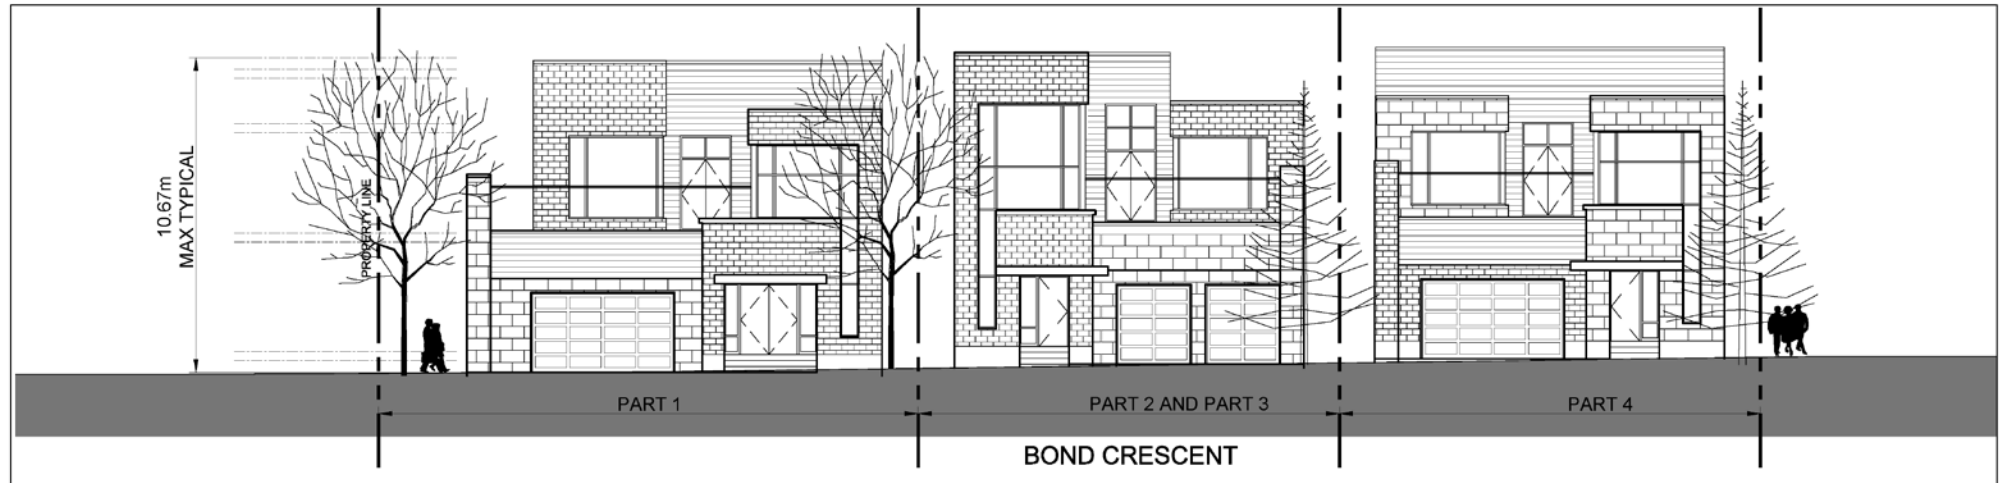 10.67m
MAX TYPICAL
PROPERTY LINE
PART 1
PART 2 AND PART 3
PART 4
BOND CRESCENT